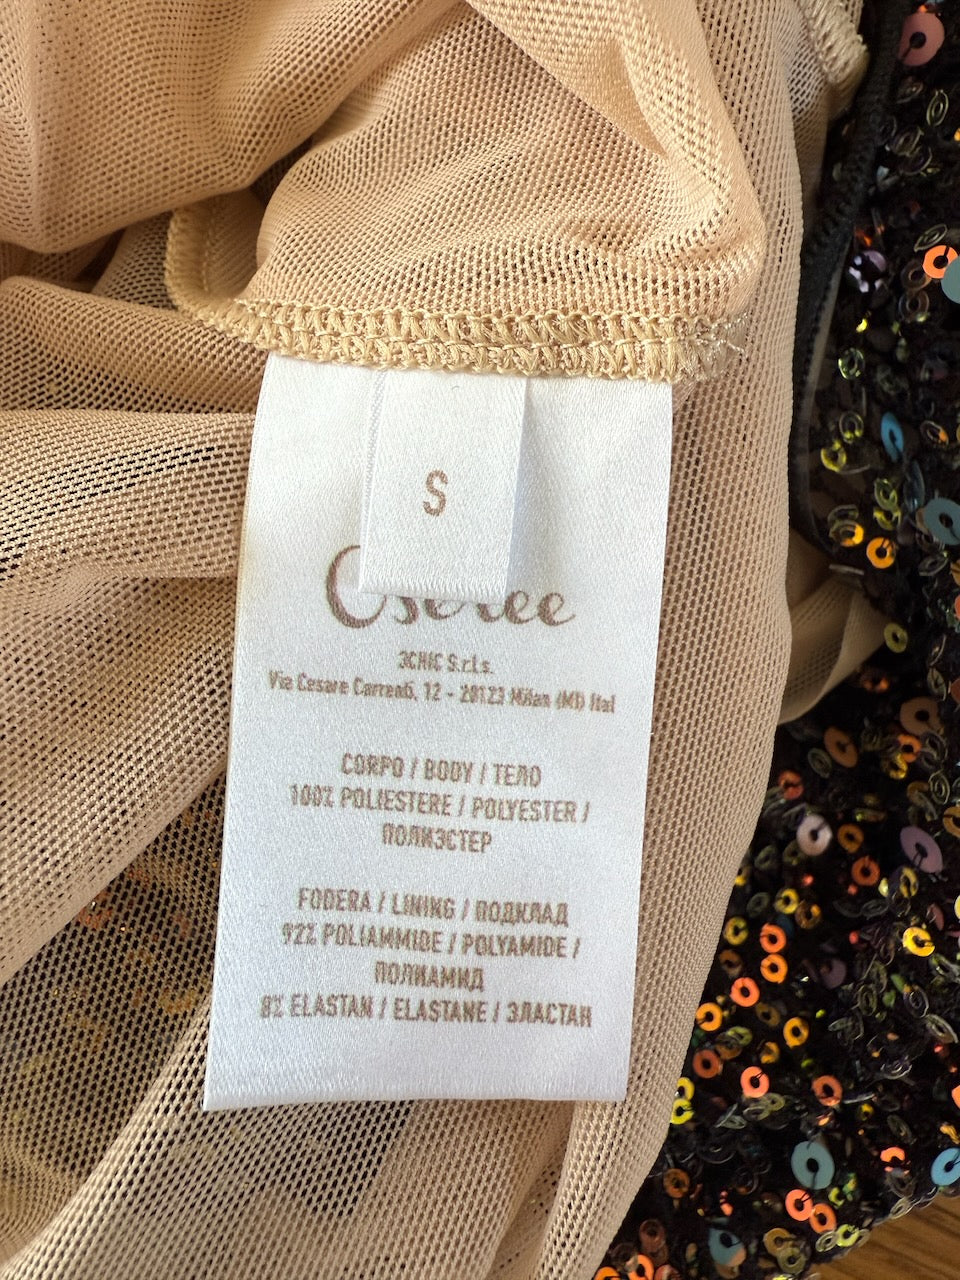 S
Oseree
3CHIC S.r.l.s.
Via Cesare Correnti, 12 - 20123 Milan (MI) Ital
CORPO / BODY / ТЕЛО
100% POLIESTERE / POLYESTER /
ПОЛИЭСТЕР
FODERA / LINING / ПОДКЛАД
92% POLIAMMIDE / POLYAMIDE /
ПОЛИАМИД
8% ELASTAN / ELASTANE / ЭЛАСТАН